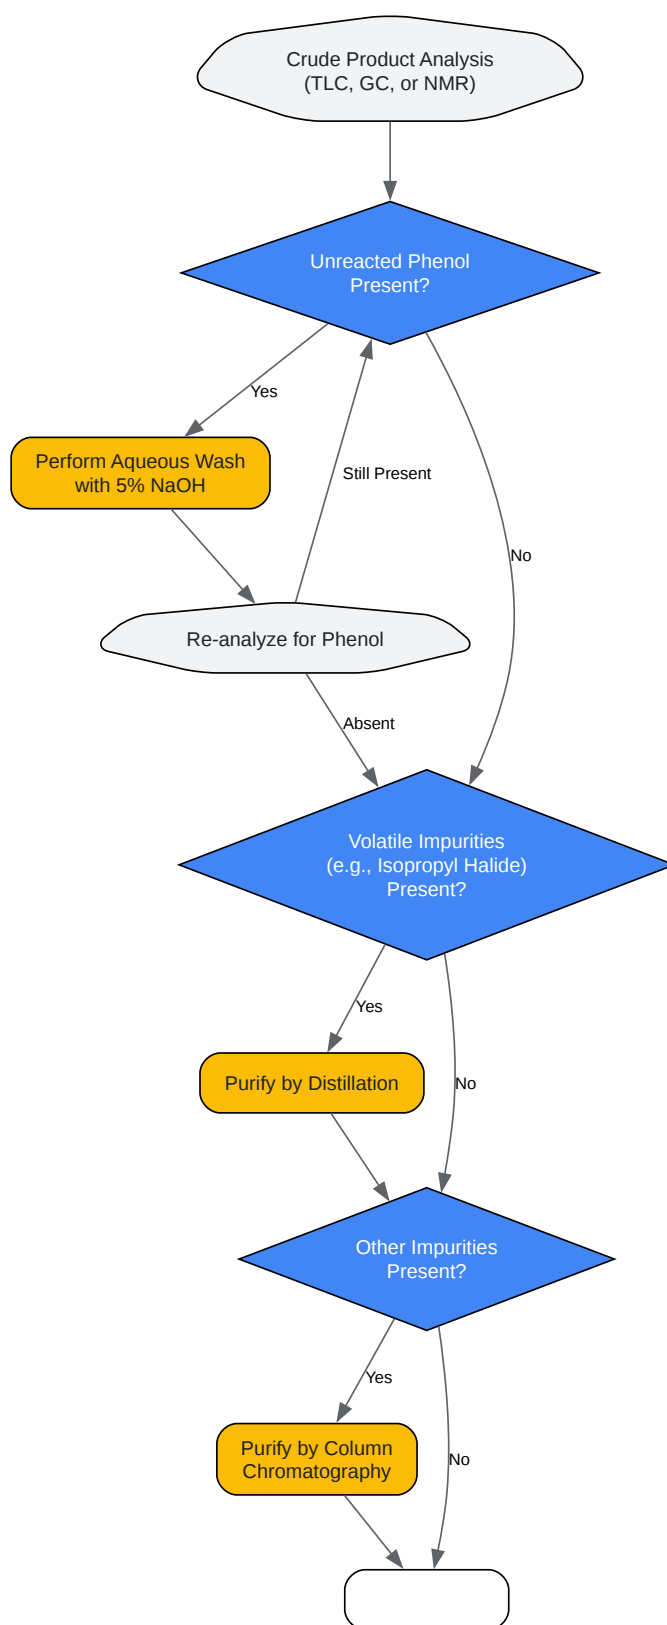 Crude Product Analysis
(TLC, GC, or NMR)
Unreacted Phenol
Present?
Yes
Perform Aqueous Wash
with 5% NaOH
Still Present
No
Re-analyze for Phenol
Absent
Volatile Impurities
(e.g., Isopropyl Halide)
Present?
Yes
Purify by Distillation
No
Other Impurities
Present?
Yes
Purify by Column
Chromatography
No